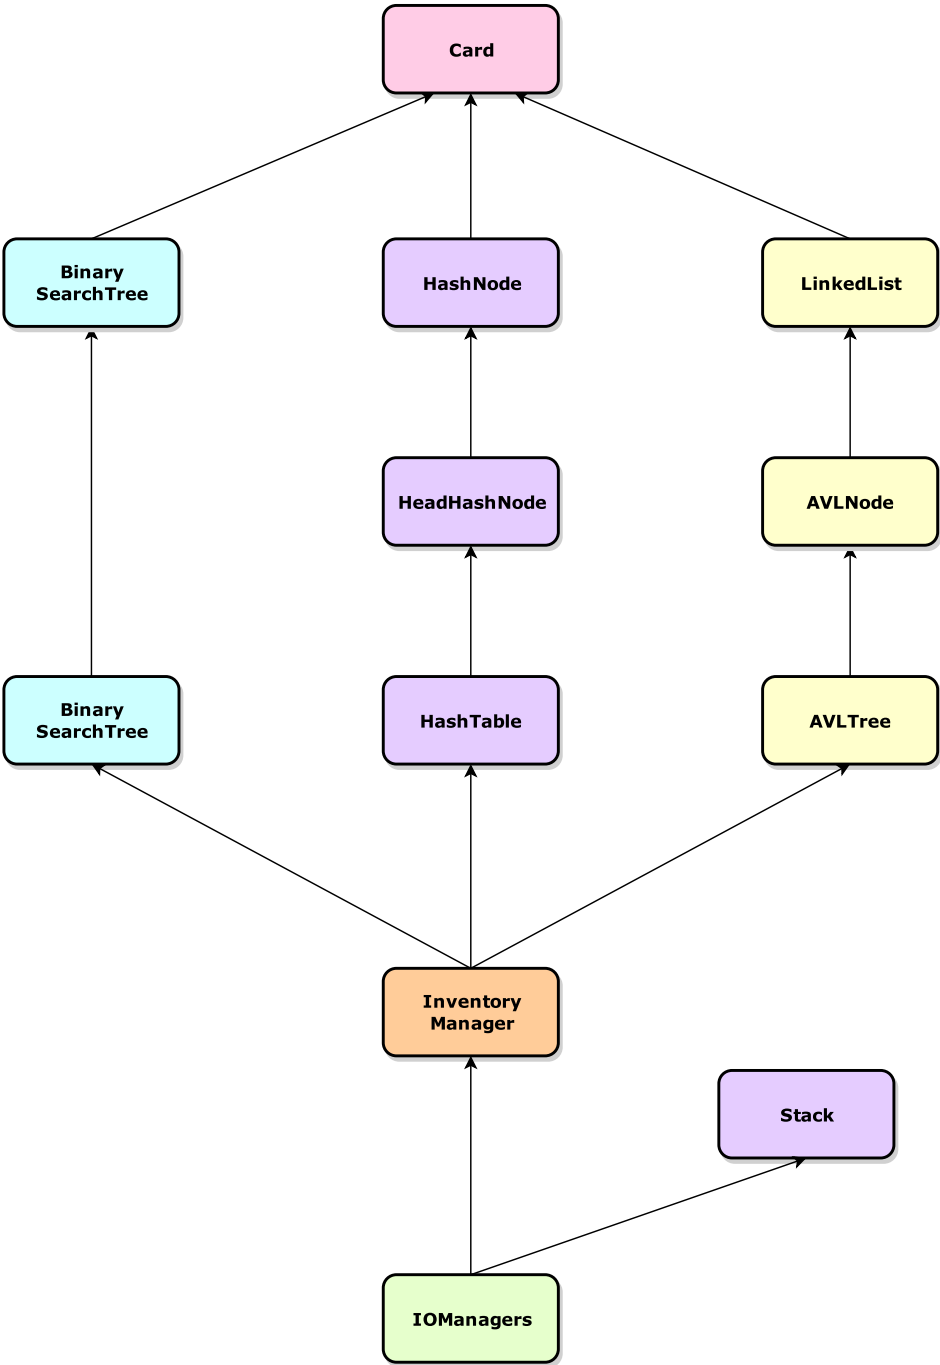 Card
Binary
SearchTree
HashNode
LinkedList
HeadHashNode
AVLNode
Binary
SearchTree
HashTable
AVLTree
Inventory
Manager
Stack
IOManagers